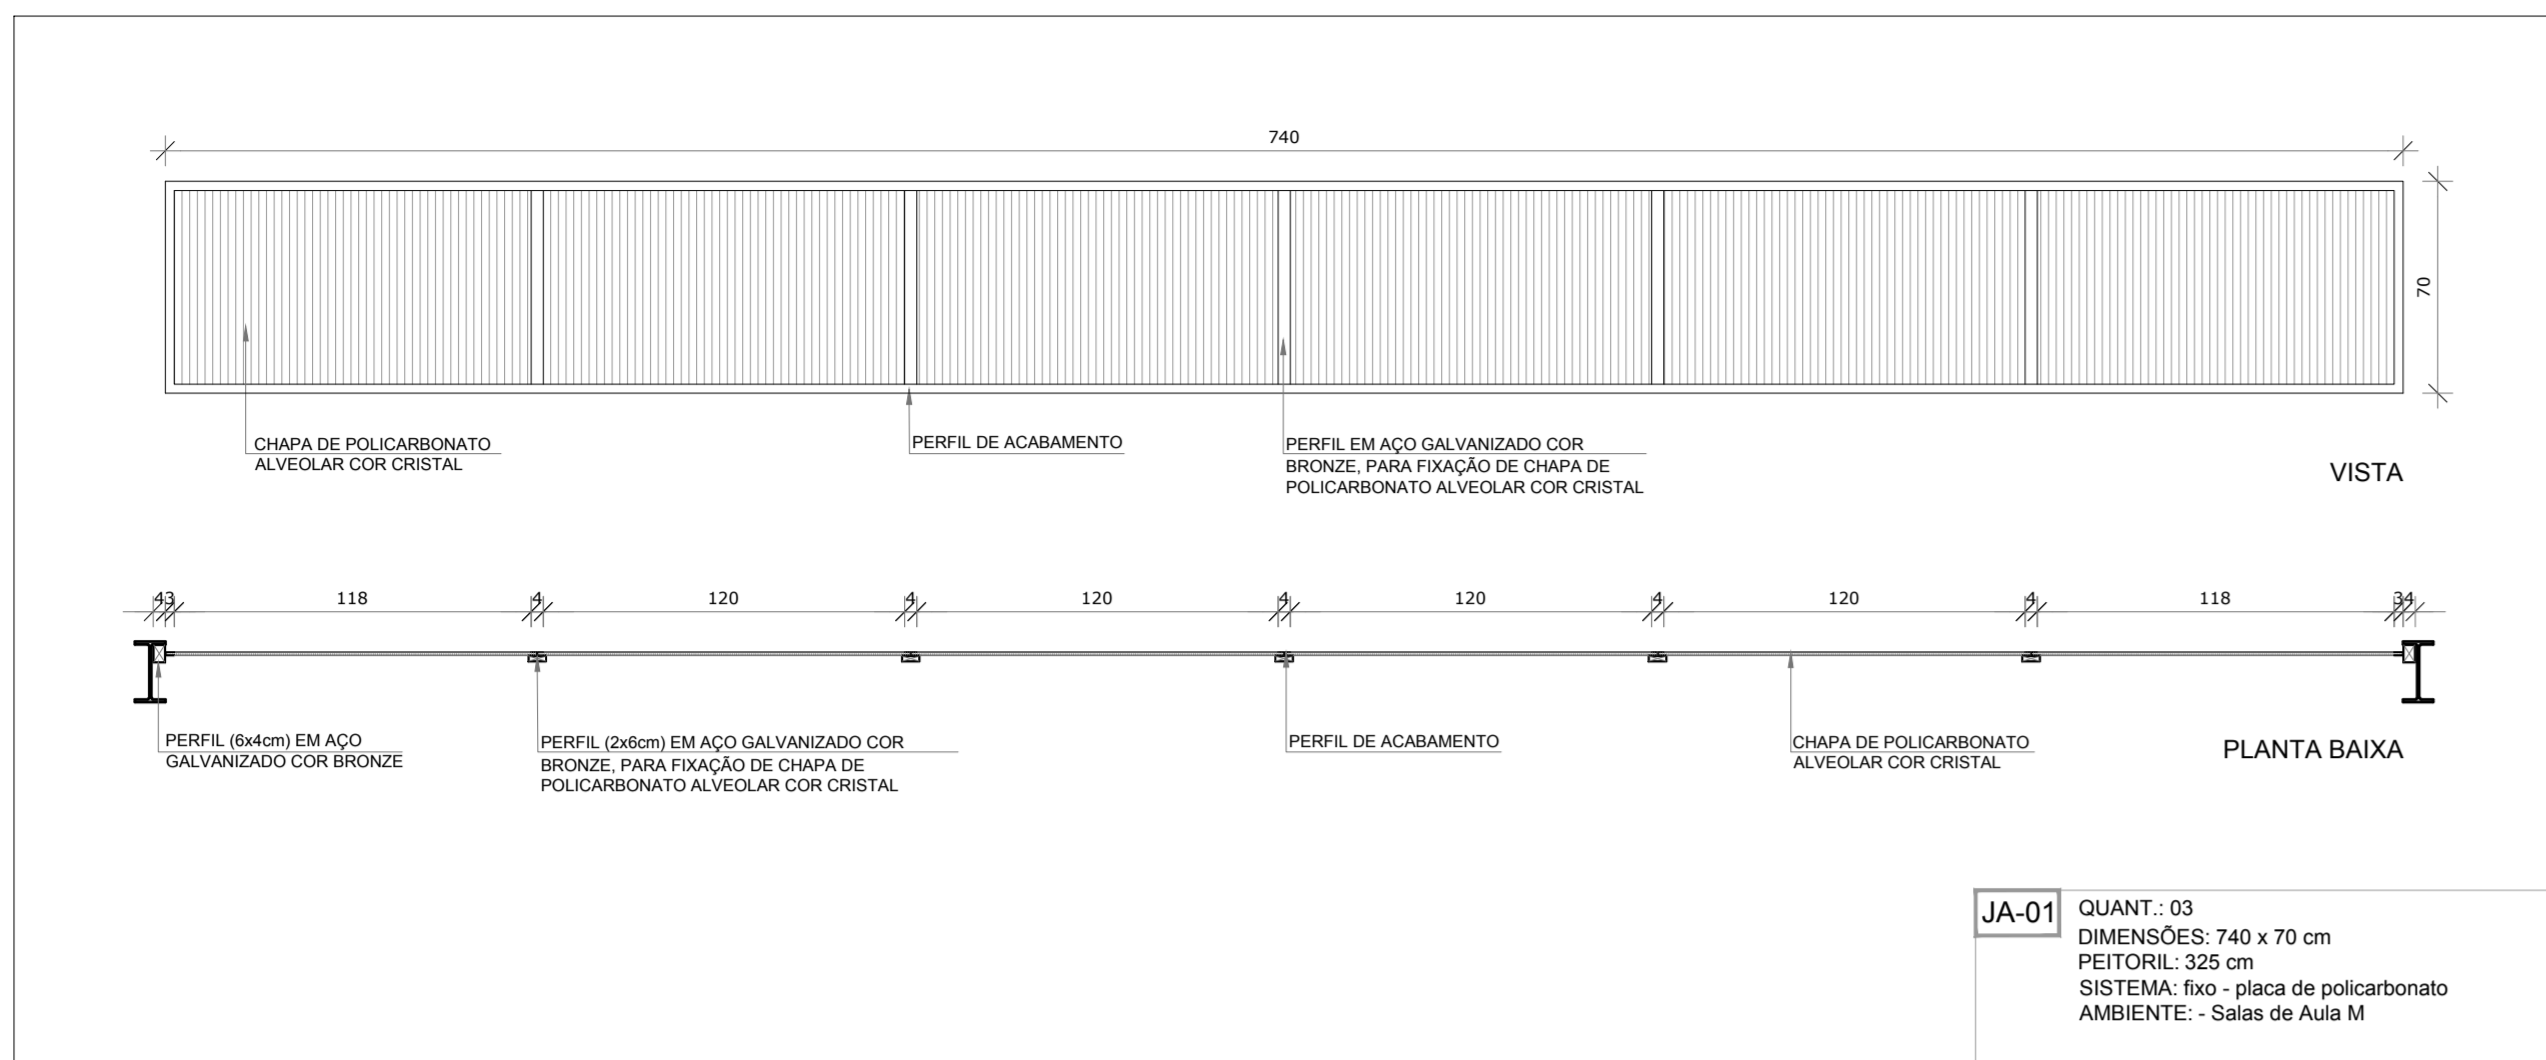 740
70
CHAPA DE POLICARBONATO
ALVEOLAR COR CRISTAL
PERFIL DE ACABAMENTO
PERFIL EM AÇO GALVANIZADO COR
BRONZE, PARA FIXAÇÃO DE CHAPA DE
POLICARBONATO ALVEOLAR COR CRISTAL
VISTA
4 3 118 4 120 4 120 4 120 4 120 4 118 3 4
PERFIL (6x4cm) EM AÇO
GALVANIZADO COR BRONZE
PERFIL (2x6cm) EM AÇO GALVANIZADO COR
BRONZE, PARA FIXAÇÃO DE CHAPA DE
POLICARBONATO ALVEOLAR COR CRISTAL
PERFIL DE ACABAMENTO
CHAPA DE POLICARBONATO
ALVEOLAR COR CRISTAL
PLANTA BAIXA
JA-01
QUANT.: 03
DIMENSÕES: 740 x 70 cm
PEITORIL: 325 cm
SISTEMA: fixo - placa de policarbonato
AMBIENTE: - Salas de Aula M